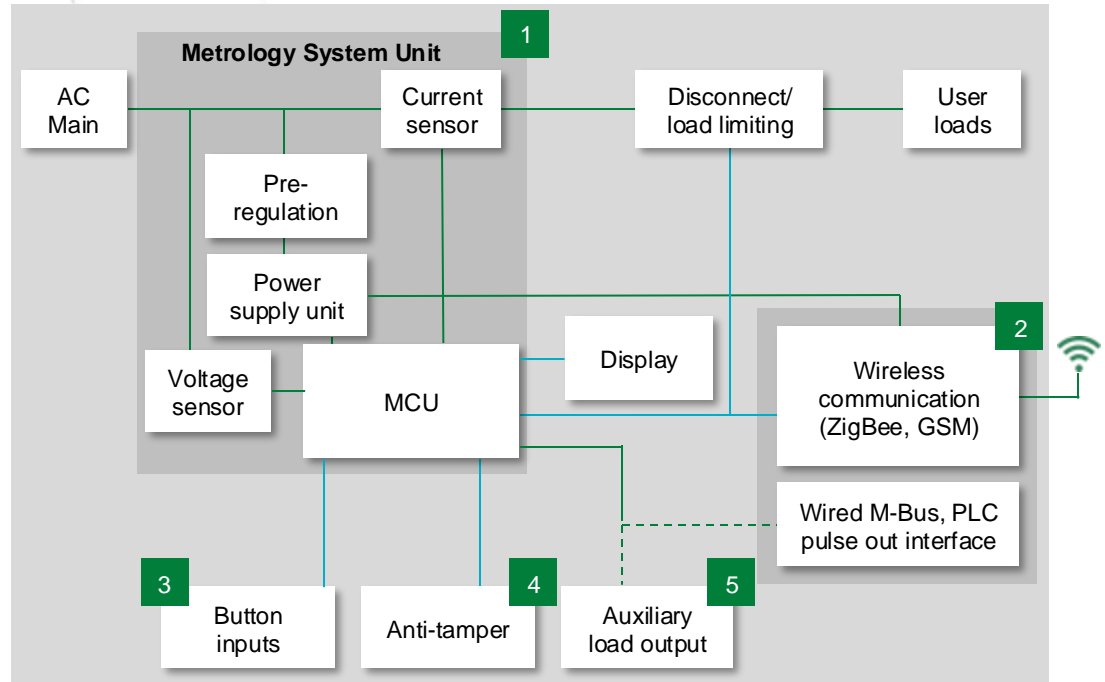 1
Metrology System Unit
AC
Main
Current
sensor
Disconnect/
load limiting
User
loads
Pre-
regulation
Power
supply unit
2
Voltage
sensor
MCU
Display
Wireless
communication
(ZigBee, GSM)
Wired M-Bus, PLC
pulse out interface
3
Button
inputs
4
Anti-tamper
5
Auxiliary
load output